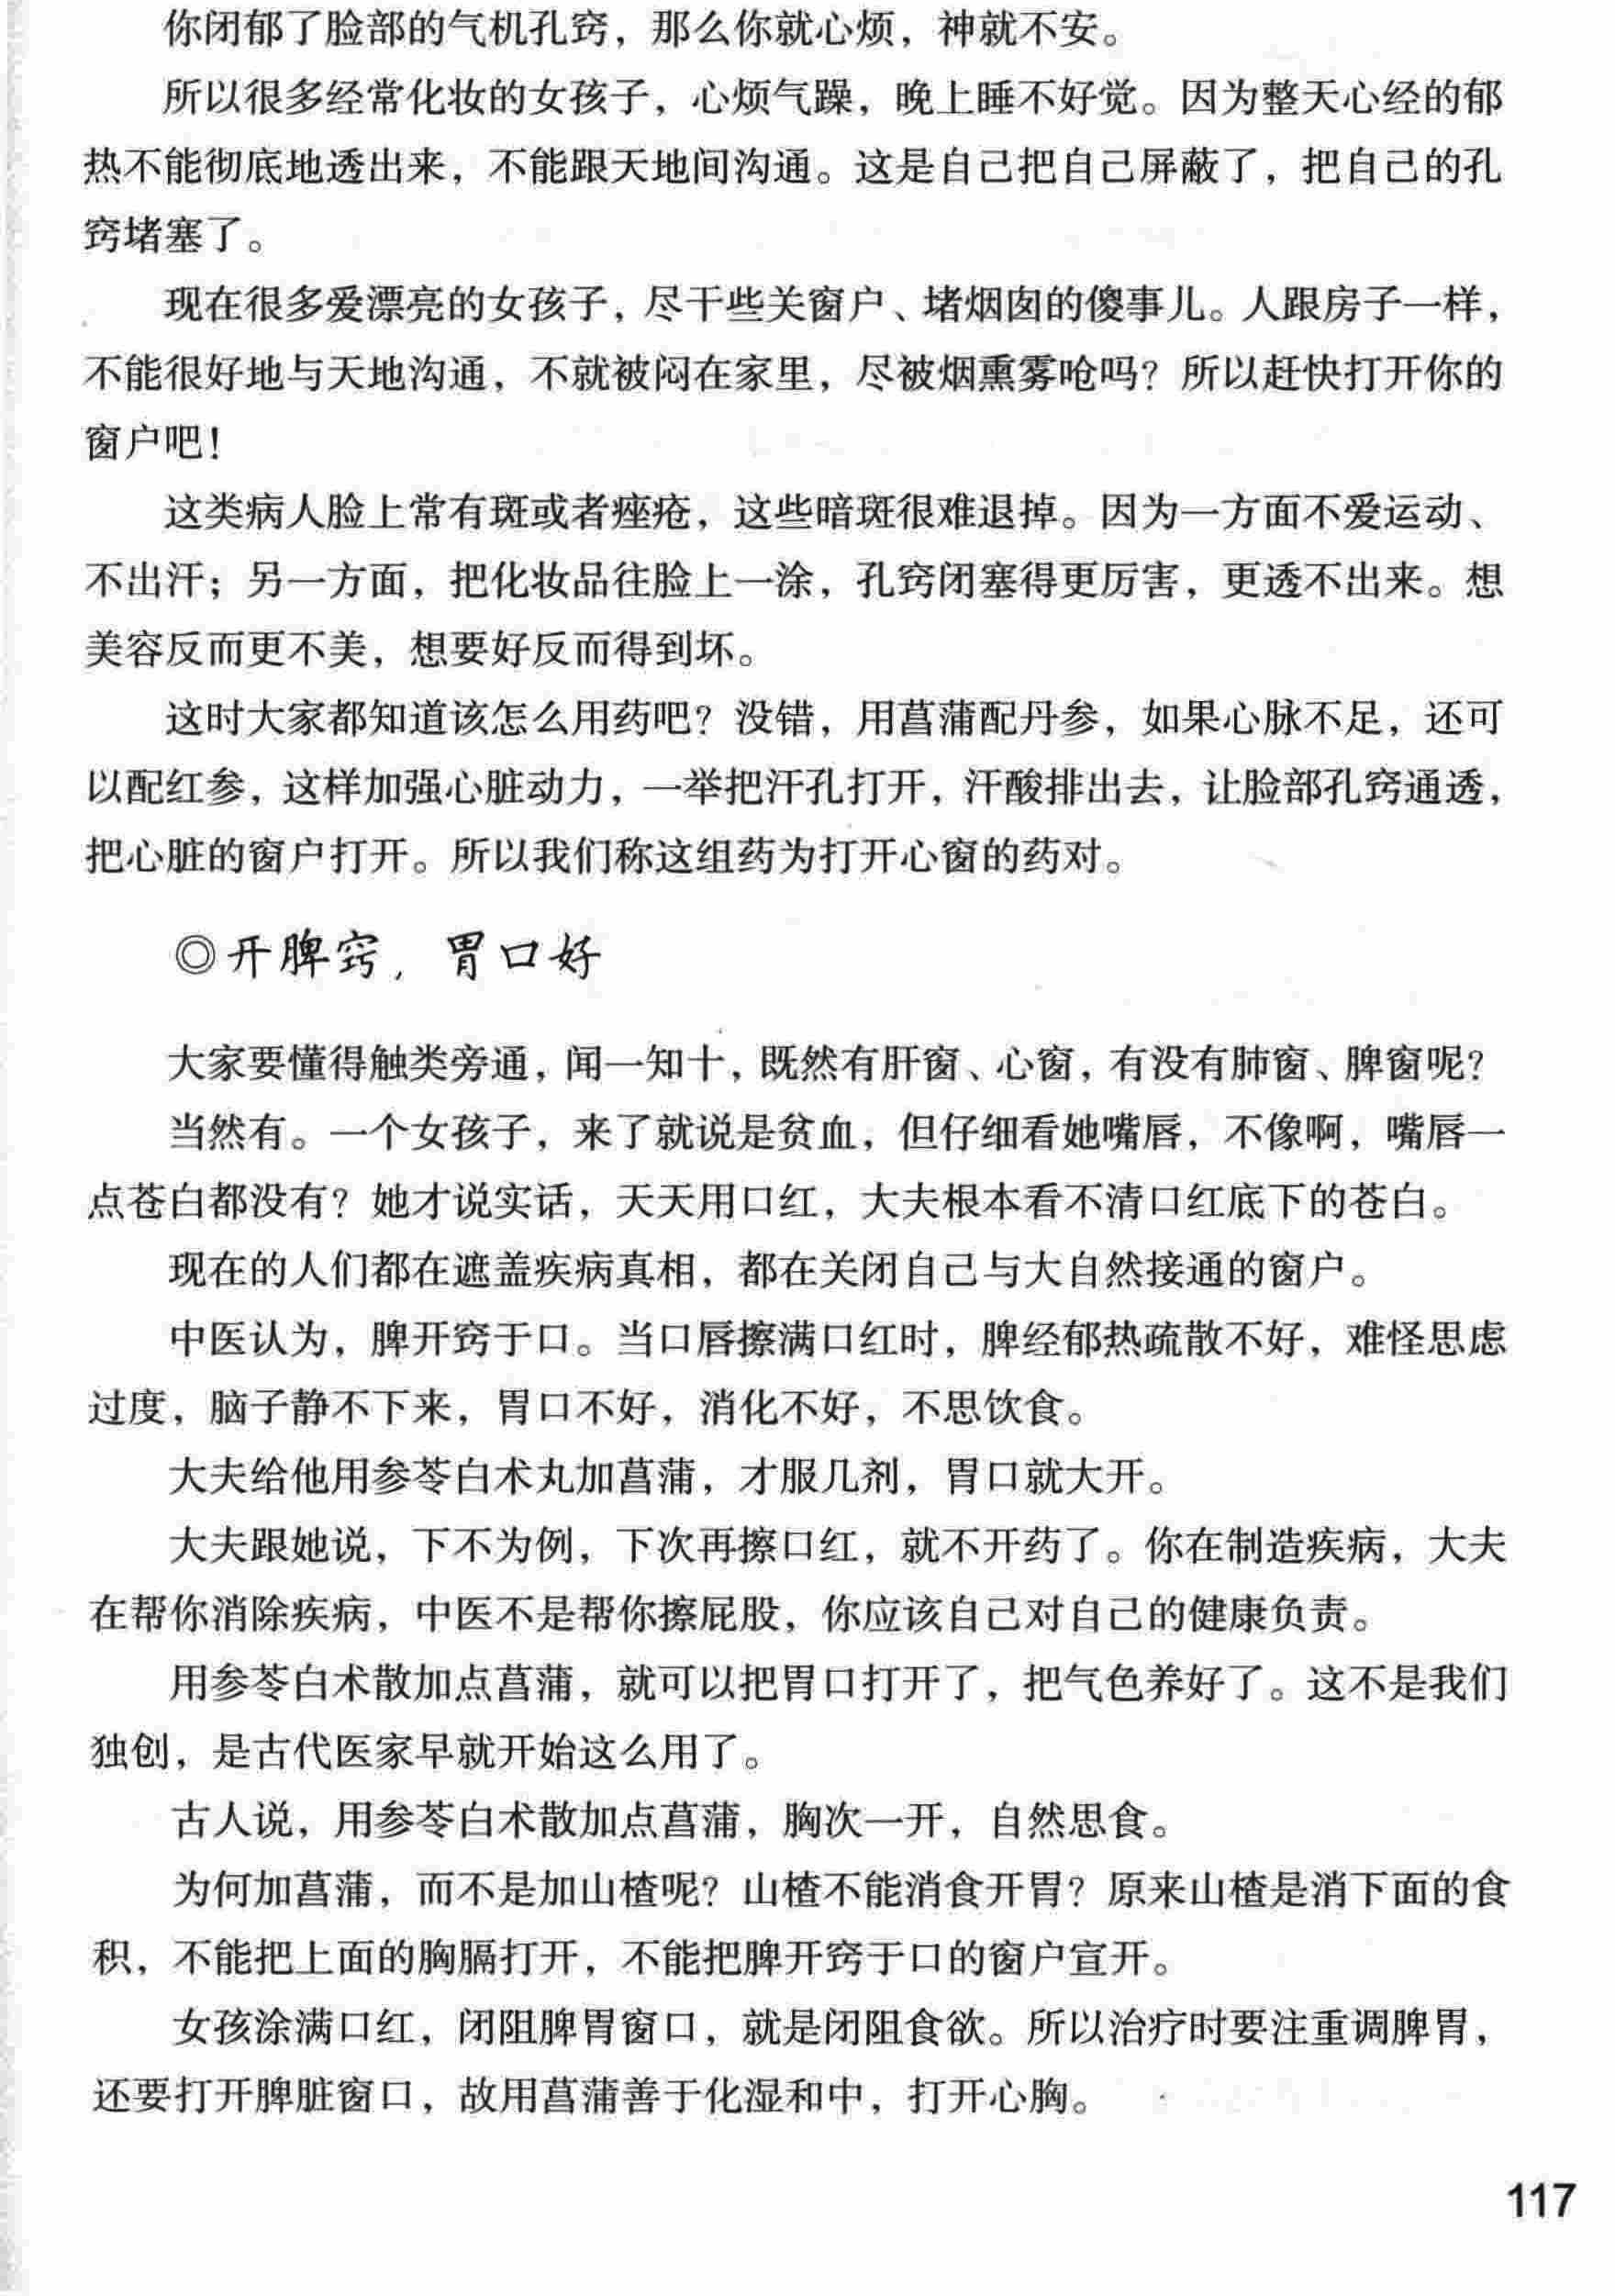 你闭郁了脸部的气机孔窍，那么你就心烦，神就不安。
所以很多经常化妆的女孩子，心烦气躁，晚上睡不好觉。因为整天心经的郁
热不能彻底地透出来，不能跟天地间沟通。这是自己把自己屏蔽了，把自己的孔
窍堵塞了。
现在很多爱漂亮的女孩子，尽干些关窗户、堵烟囱的傻事儿。人跟房子一样，
不能很好地与天地沟通，不就被闷在家里，尽被烟熏雾呛吗？所以赶快打开你的
窗户吧！
这类病人脸上常有斑或者痤疮，这些暗斑很难退掉。因为一方面不爱运动、
不出汗；另一方面，把化妆品往脸上一涂，孔窍闭塞得更厉害，更透不出来。想
美容反而更不美，想要好反而得到坏。
这时大家都知道该怎么用药吧？没错，用菖蒲配丹参，如果心脉不足，还可
以配红参，这样加强心脏动力，一举把汗孔打开，汗酸排出去，让脸部孔窍通透，
把心脏的窗户打开。所以我们称这组药为打开心窗的药对。
◎开脾窍，胃口好
大家要懂得触类旁通，闻一知十，既然有肝窗、心窗，有没有肺窗、脾窗呢？
当然有。一个女孩子，来了就说是贫血，但仔细看她嘴唇，不像啊，嘴唇一
点苍白都没有？她才说实话，天天用口红，大夫根本看不清口红底下的苍白。
现在的人们都在遮盖疾病真相，都在关闭自己与大自然接通的窗户。
中医认为，脾开窍于口。当口唇擦满口红时，脾经郁热疏散不好，难怪思虑
过度，脑子静不下来，胃口不好，消化不好，不思饮食。
大夫给他用参苓白术丸加菖蒲，才服几剂，胃口就大开。
大夫跟她说，下不为例，下次再擦口红，就不开药了。你在制造疾病，大夫
在帮你消除疾病，中医不是帮你擦屁股，你应该自己对自己的健康负责。
用参苓白术散加点菖蒲，就可以把胃口打开了，把气色养好了。这不是我们
独创，是古代医家早就开始这么用了。
古人说，用参苓白术散加点菖蒲，胸次一开，自然思食。
为何加菖蒲，而不是加山楂呢？山楂不能消食开胃？原来山楂是消下面的食
积，不能把上面的胸膈打开，不能把脾开窍于口的窗户宣开。
女孩涂满口红，闭阻脾胃窗口，就是闭阻食欲。所以治疗时要注重调脾胃，
还要打开脾脏窗口，故用菖蒲善于化湿和中，打开心胸。
117